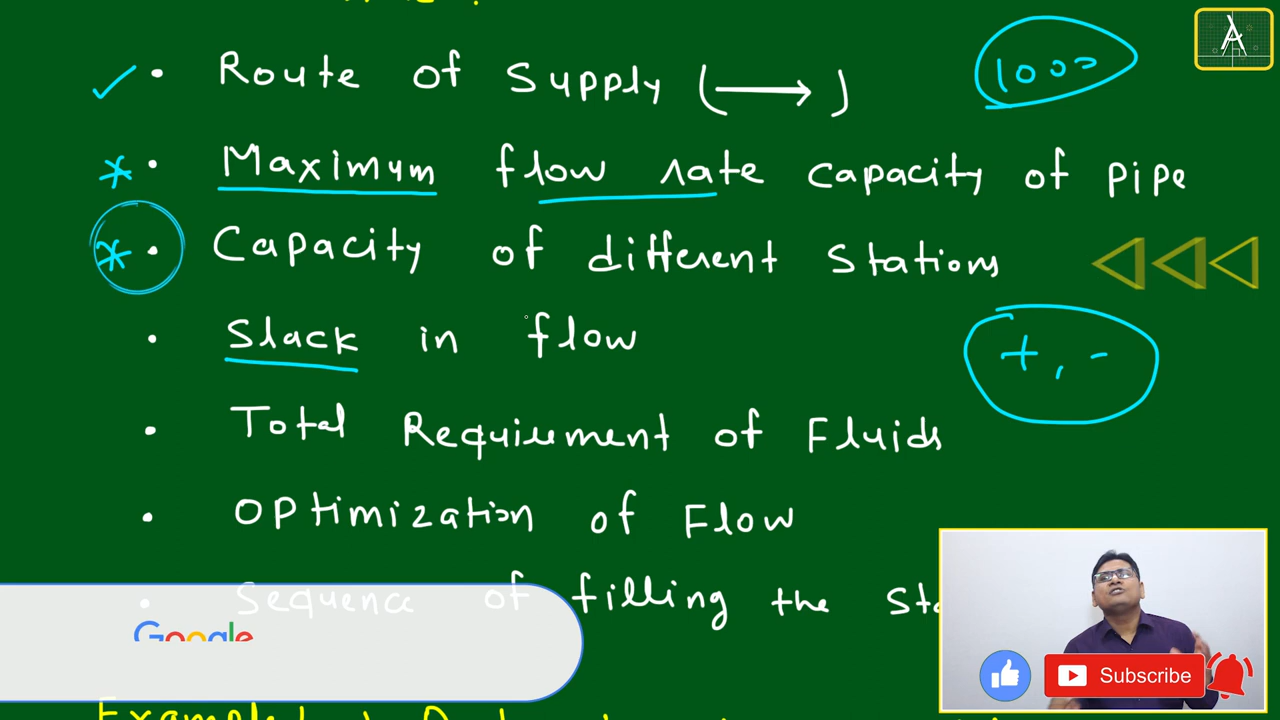 Route of Supply (⟶)
1000
* • Maximum flow rate capacity of pipe
* • Capacity of different Stations
• Slack in flow
+, -
• Total Requirement of Fluids
• Optimization of Flow
• Sequence of filling the Sta
Google
Subscribe
Example